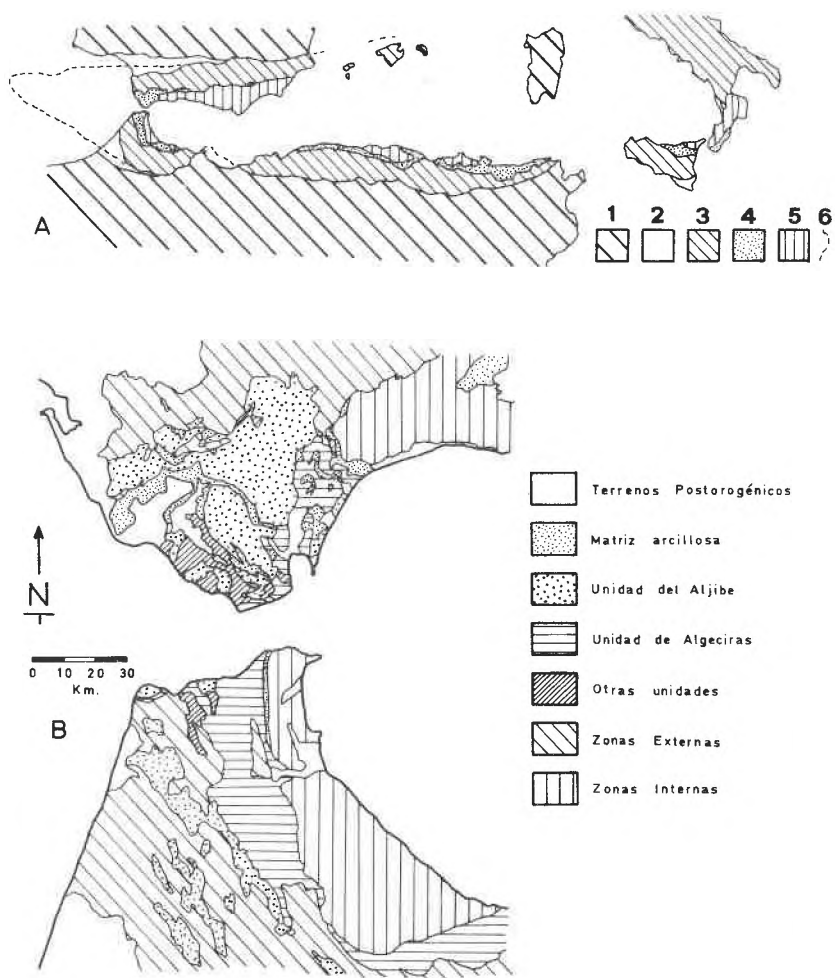 A
1 2 3 4 5 6
N
0 10 20 30
Km.
B
Terrenos Postorogénicos
Matriz arcillosa
Unidad del Aljibe
Unidad de Algeciras
Otras unidades
Zonas Externas
Zonas Internas